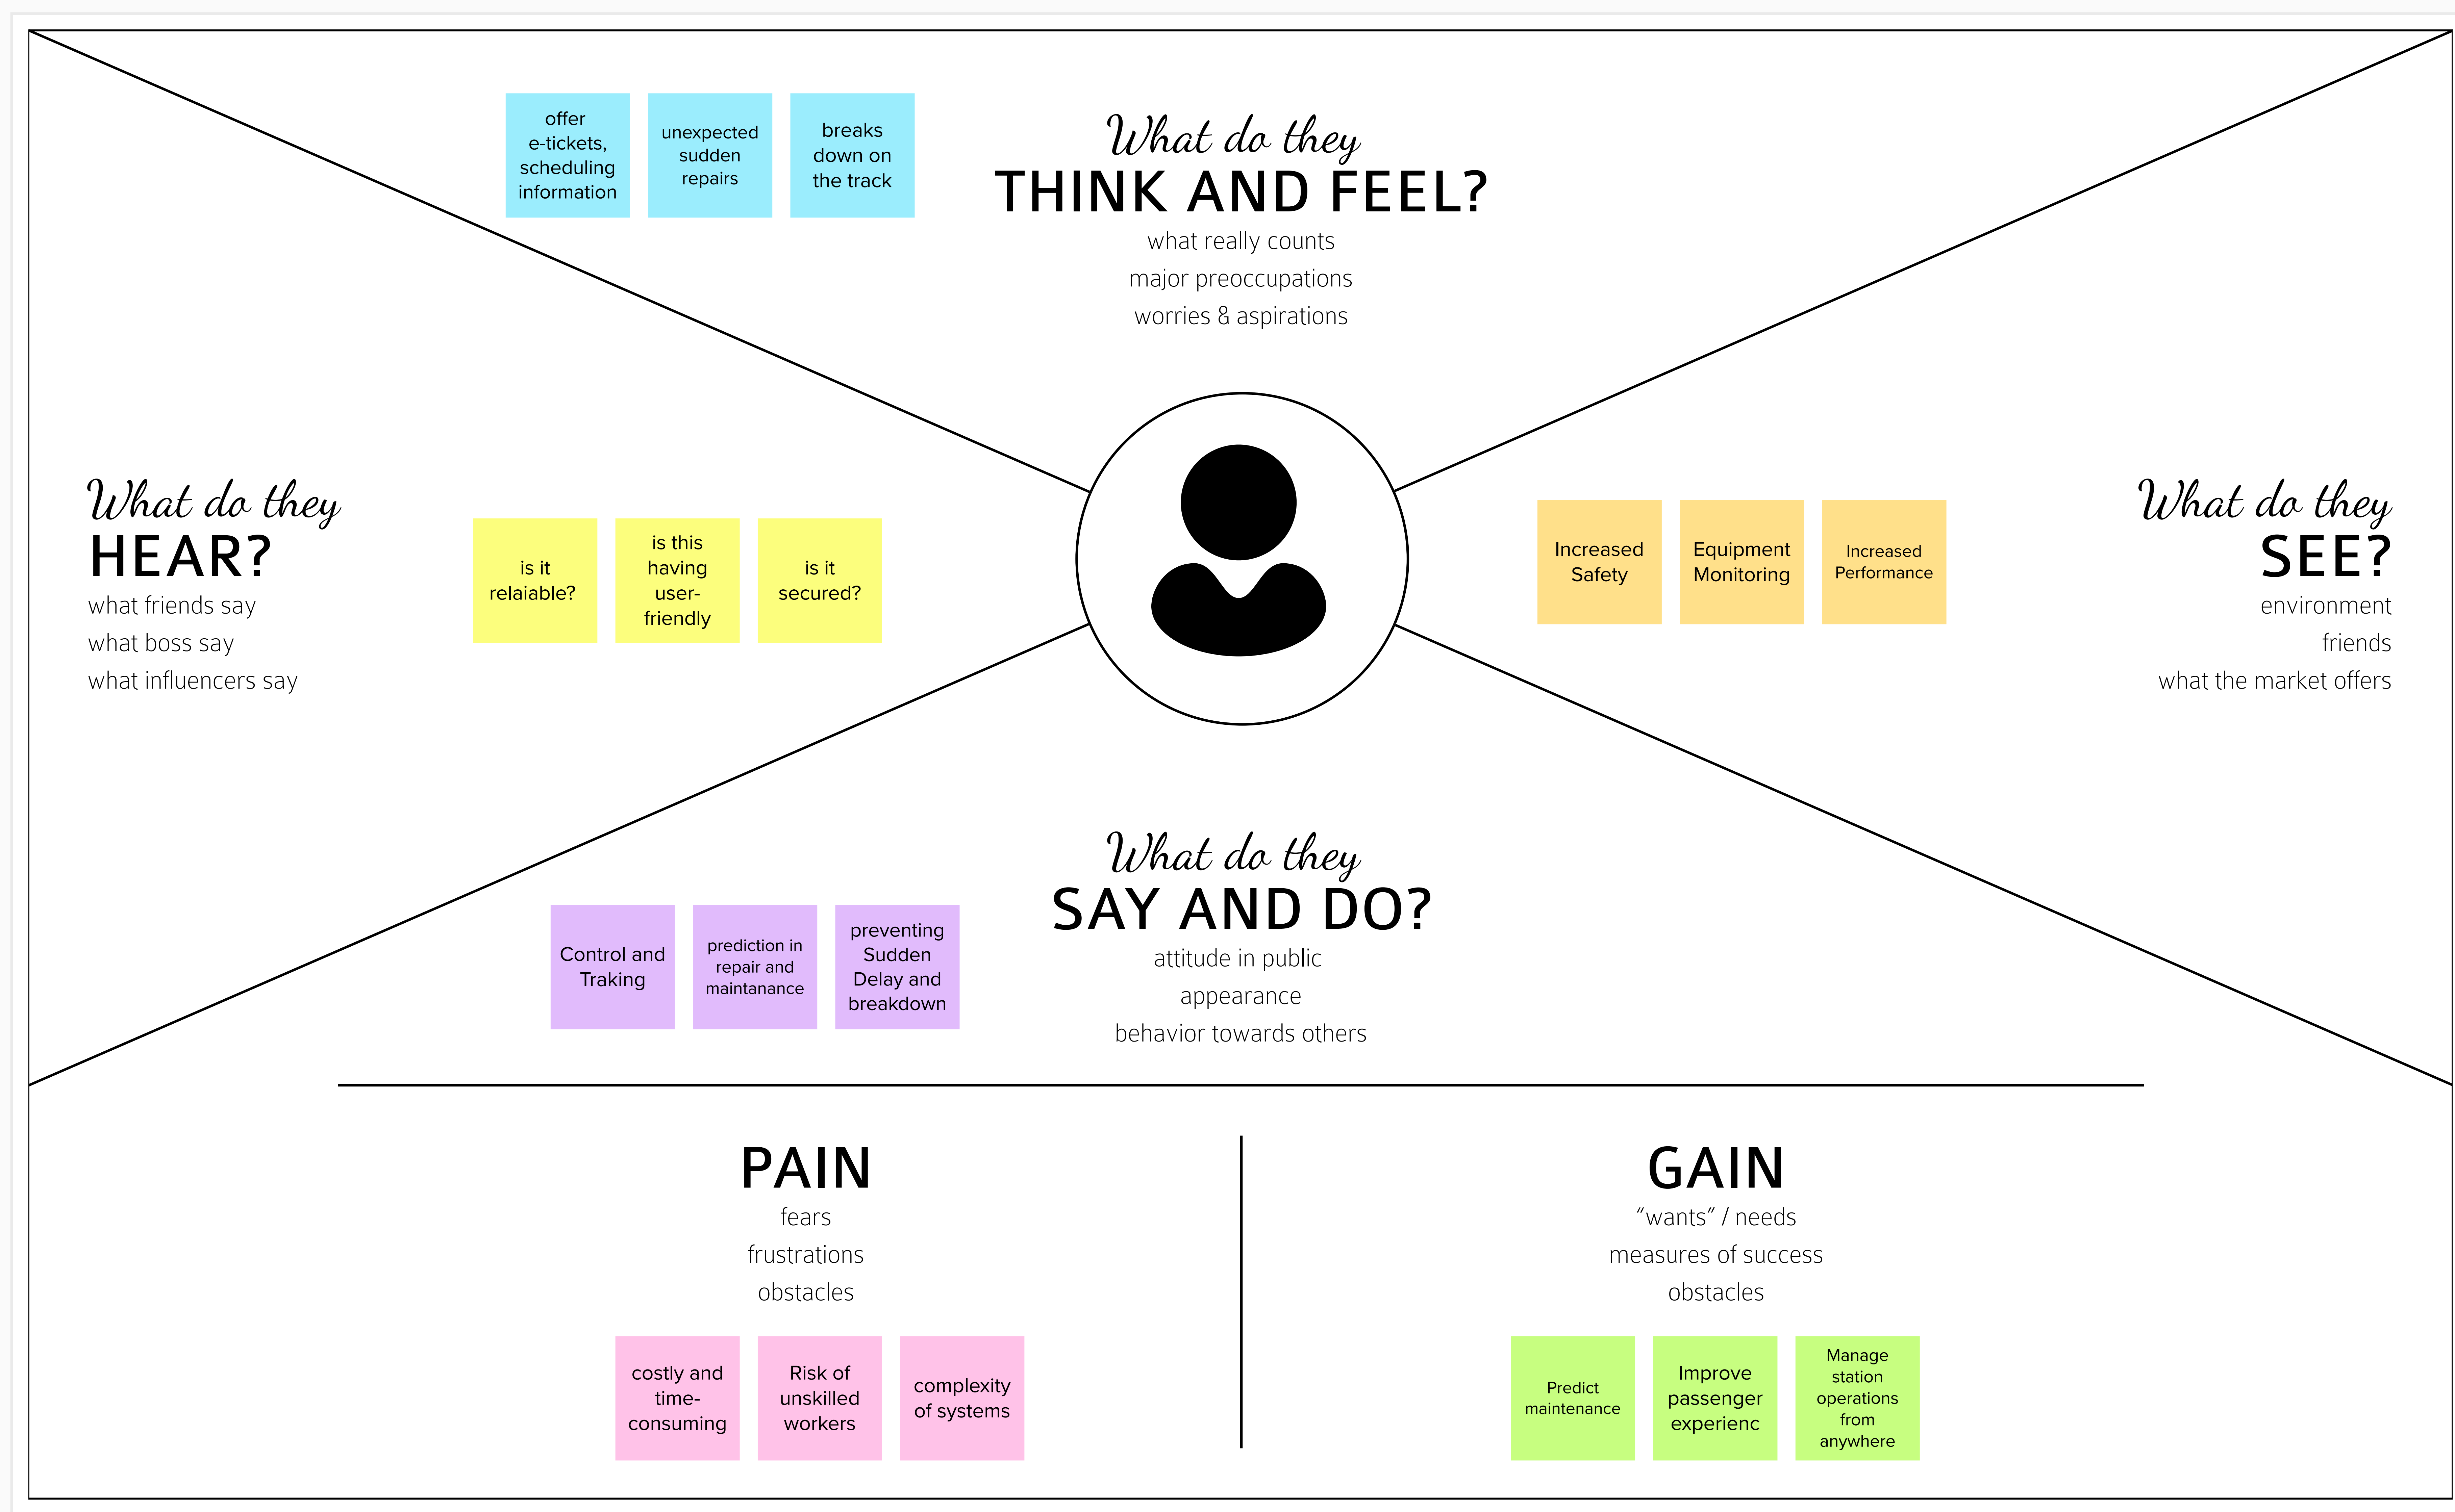 offer
e-tickets,
scheduling
information
unexpected
sudden
repairs
breaks
down on
the track
What do they
THINK AND FEEL?
what really counts
major preoccupations
worries & aspirations
What do they
HEAR?
what friends say
what boss say
what influencers say
is it
relaiable?
is this
having
user-
friendly
is it
secured?
Increased
Safety
Equipment
Monitoring
Increased
Performance
What do they
SEE?
environment
friends
what the market offers
What do they
SAY AND DO?
attitude in public
appearance
behavior towards others
Control and
Traking
prediction in
repair and
maintanance
preventing
Sudden
Delay and
breakdown
PAIN
fears
frustrations
obstacles
costly and
time-
consuming
Risk of
unskilled
workers
complexity
of systems
GAIN
“wants” / needs
measures of success
obstacles
Predict
maintenance
Improve
passenger
experienc
Manage
station
operations
from
anywhere